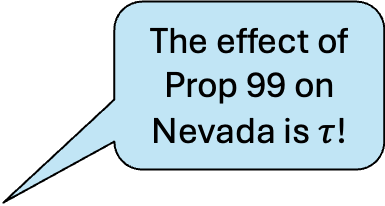 The effect of
Prop 99 on
Nevada is τ!